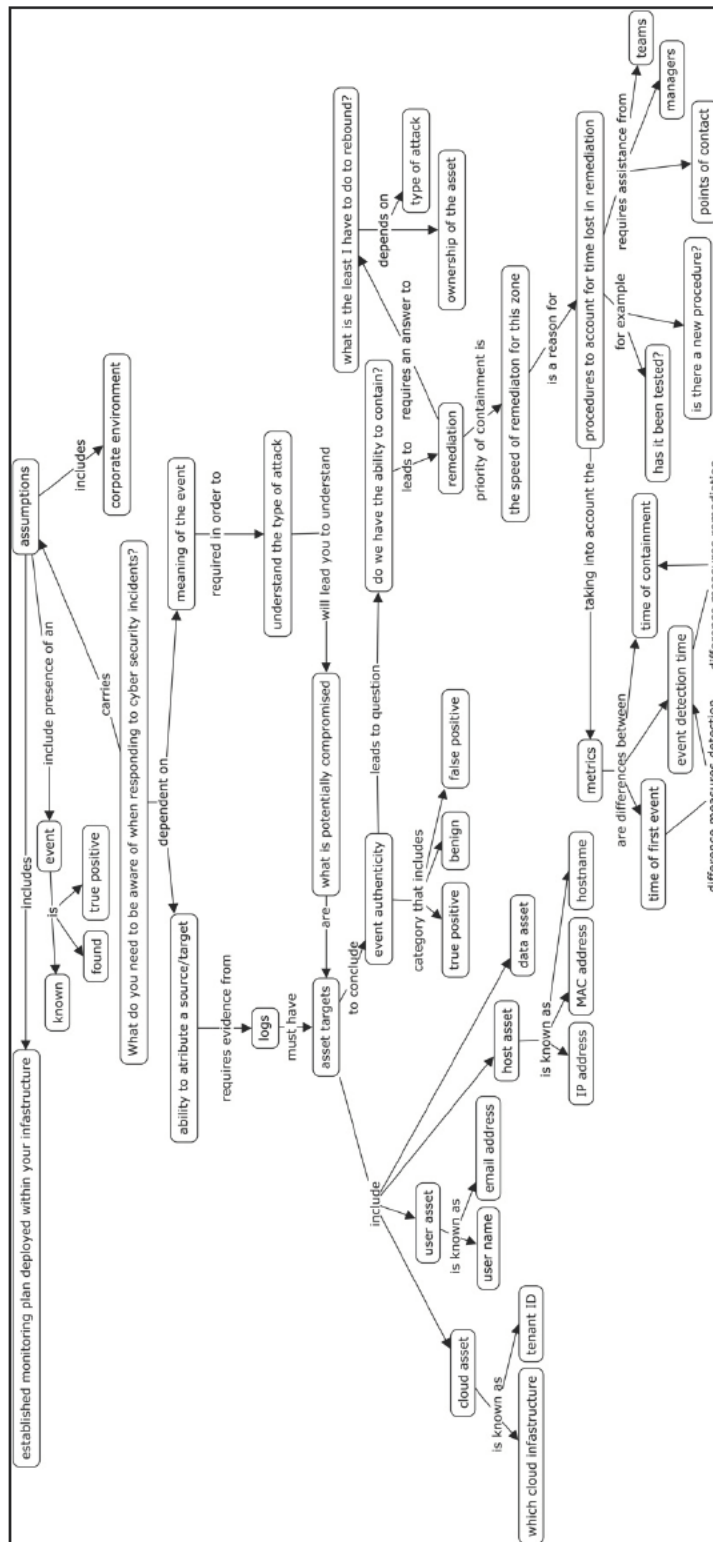 established monitoring plan deployed within your infastructure
includes
assumptions
includes
corporate environment
include presence of an
event
is
known
found
true positive
carries
What do you need to be aware of when responding to cyber security incidents?
dependent on
ability to atribute a source/target
meaning of the event
requires evidence from
required in order to
logs
understand the type of attack
must have
will lead you to understand
asset targets
are
what is potentially compromised
to conclude
event authenticity
leads to question
do we have the ability to contain?
category that includes
true positive
benign
false positive
include
cloud asset
user asset
host asset
data asset
is known as
which cloud infastructure
tenant ID
is known as
user name
email address
is known as
IP address
MAC address
hostname
leads to
remediation
requires an answer to
what is the least I have to do to rebound?
depends on
type of attack
ownership of the asset
priority of containment is
the speed of remediaton for this zone
is a reason for
procedures to account for time lost in remediation
taking into account the
metrics
for example
has it been tested?
is there a new procedure?
requires assistance from
teams
managers
points of contact
are differences between
time of first event
event detection time
time of containment
difference measures detection